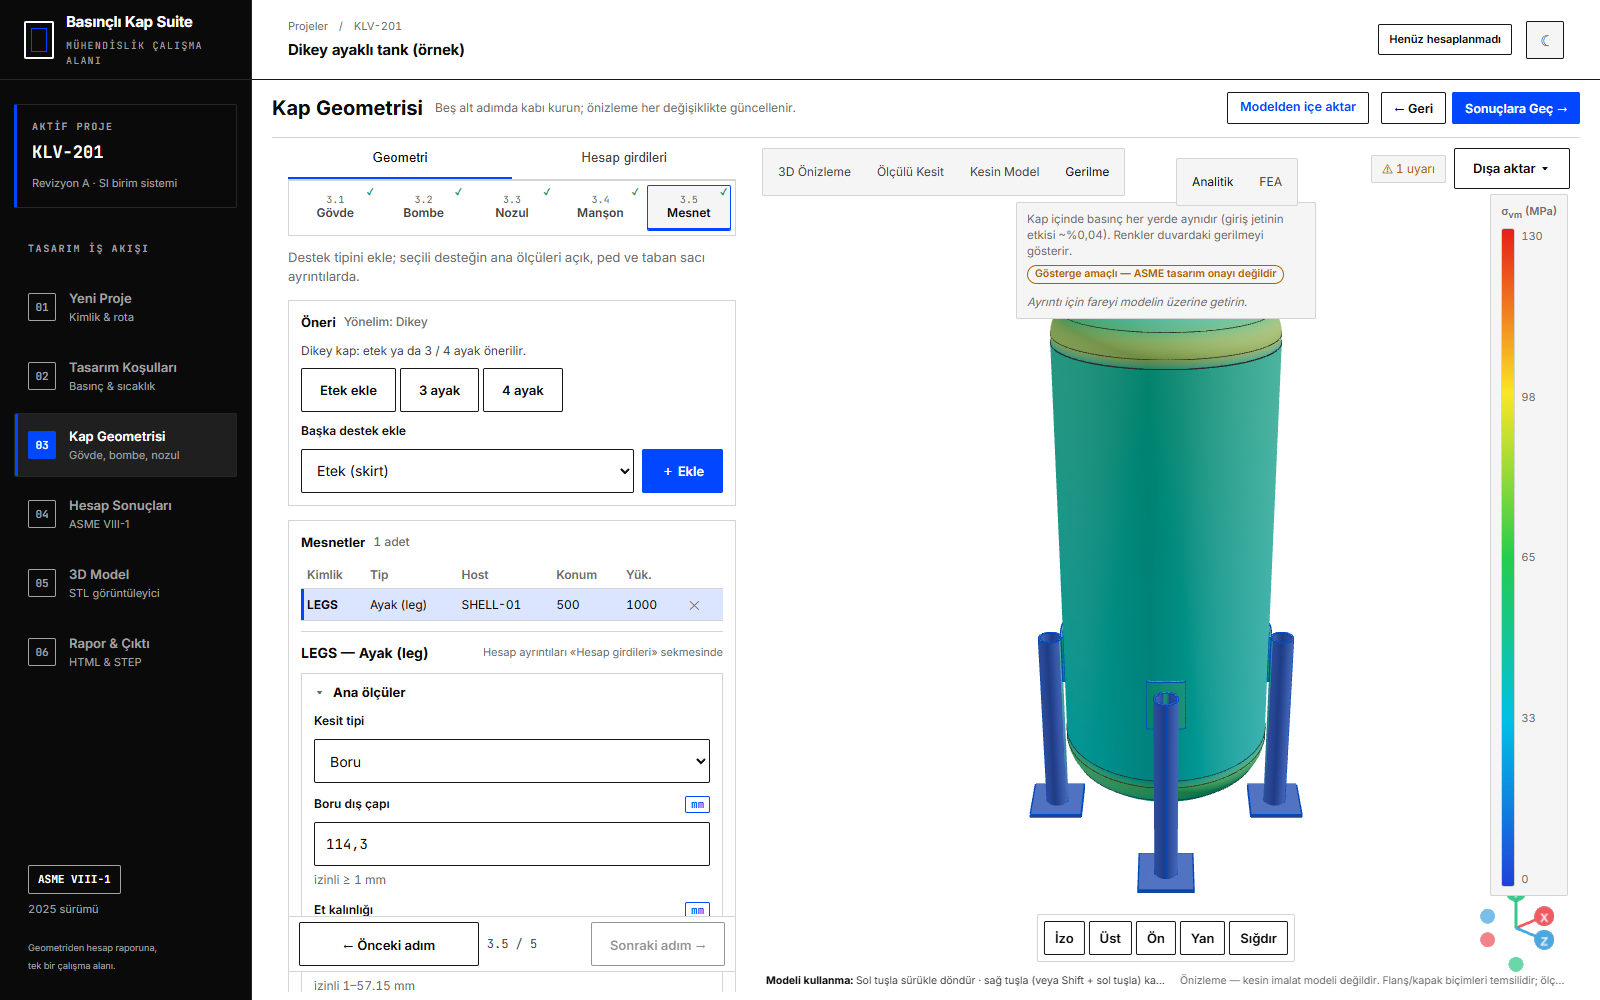 Basınçlı Kap Suite
MÜHENDİSLİK ÇALIŞMA
ALANI
AKTİF PROJE
KLV-201
Revizyon A · SI birim sistemi
TASARIM İŞ AKIŞI
01
Yeni Proje
Kimlik & rota
02
Tasarım Koşulları
Basınç & sıcaklık
03
Kap Geometrisi
Gövde, bombe, nozul
04
Hesap Sonuçları
ASME VIII-1
05
3D Model
STL görüntüleyici
06
Rapor & Çıktı
HTML & STEP
ASME VIII-1
2025 sürümü
Geometriden hesap raporuna,
tek bir çalışma alanı.
Projeler / KLV-201
Dikey ayaklı tank (örnek)
Henüz hesaplanmadı
Kap Geometrisi
Beş alt adımda kabı kurun; önizleme her değişiklikte güncellenir.
Modelden içe aktar
← Geri
Sonuçlara Geç →
Geometri
Hesap girdileri
3.1 ✓
Gövde
3.2 ✓
Bombe
3.3 ✓
Nozul
3.4 ✓
Manşon
3.5 ✓
Mesnet
Destek tipini ekle; seçili desteğin ana ölçüleri açık, ped ve taban sacı
ayrıntılarda.
Öneri Yönelim: Dikey
Dikey kap: etek ya da 3 / 4 ayak önerilir.
Etek ekle
3 ayak
4 ayak
Başka destek ekle
Etek (skirt)
+ Ekle
Mesnetler 1 adet
Kimlik Tip Host Konum Yük.
LEGS Ayak (leg) SHELL-01 500 1000 ×
LEGS — Ayak (leg)
Hesap ayrıntıları «Hesap girdileri» sekmesinde
Ana ölçüler
Kesit tipi
Boru
Boru dış çapı mm
114,3
izinli ≥ 1 mm
Et kalınlığı mm
← Önceki adım
3.5 / 5
Sonraki adım →
izinli 1–57.15 mm
3D Önizleme
Ölçülü Kesit
Kesin Model
Gerilme
Analitik
FEA
⚠ 1 uyarı
Dışa aktar
Kap içinde basınç her yerde aynıdır (giriş jetinin
etkisi ~%0,04). Renkler duvardaki gerilmeyi
gösterir.
Gösterge amaçlı — ASME tasarım onayı değildir
Ayrıntı için fareyi modelin üzerine getirin.
σvm (MPa)
130
98
65
33
0
X
Z
İzo
Üst
Ön
Yan
Sığdır
Modeli kullanma: Sol tuşla sürükle döndür · sağ tuşla (veya Shift + sol tuşla) ka...
Önizleme — kesin imalat modeli değildir. Flanş/kapak biçimleri temsilidir; ölç...